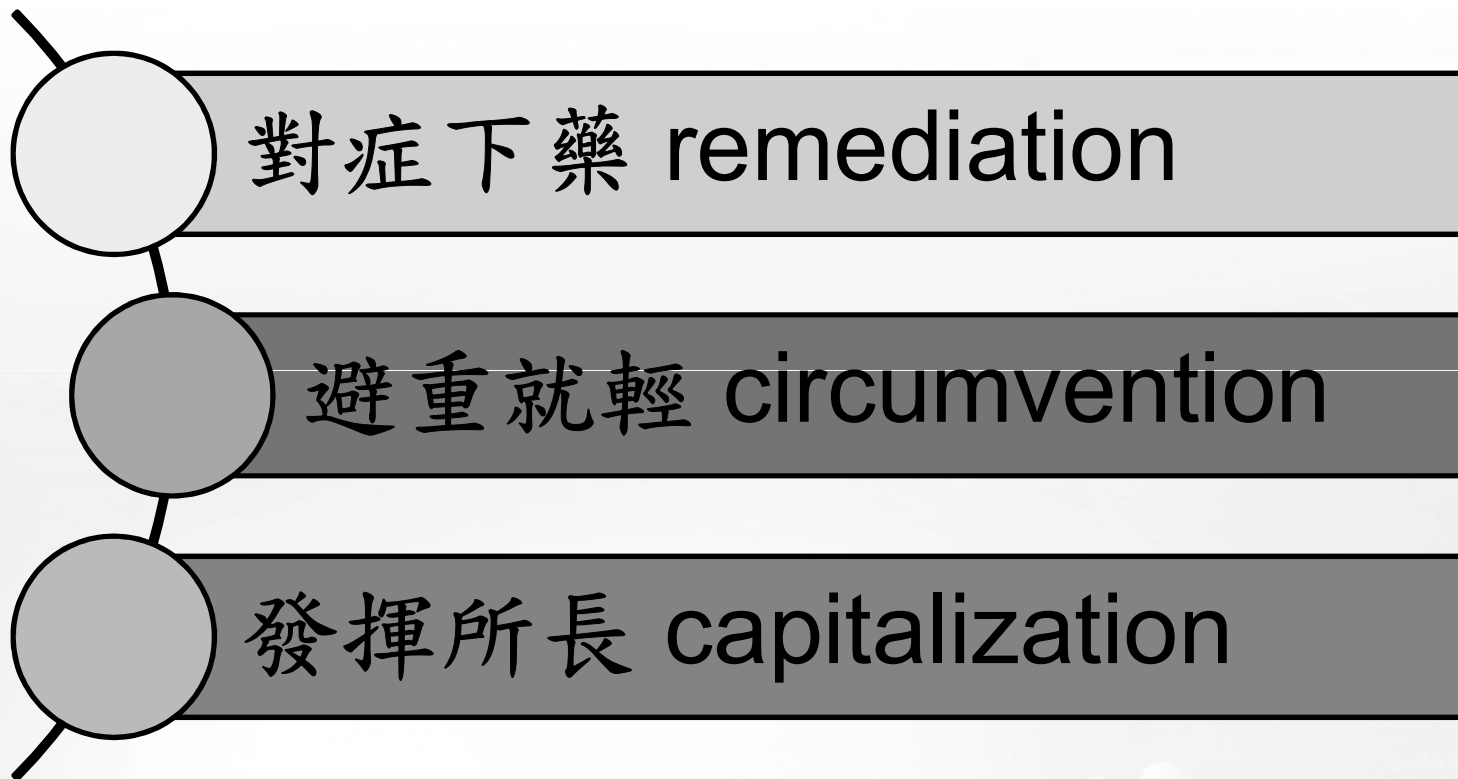 對症下藥 remediation
避重就輕 circumvention
發揮所長 capitalization